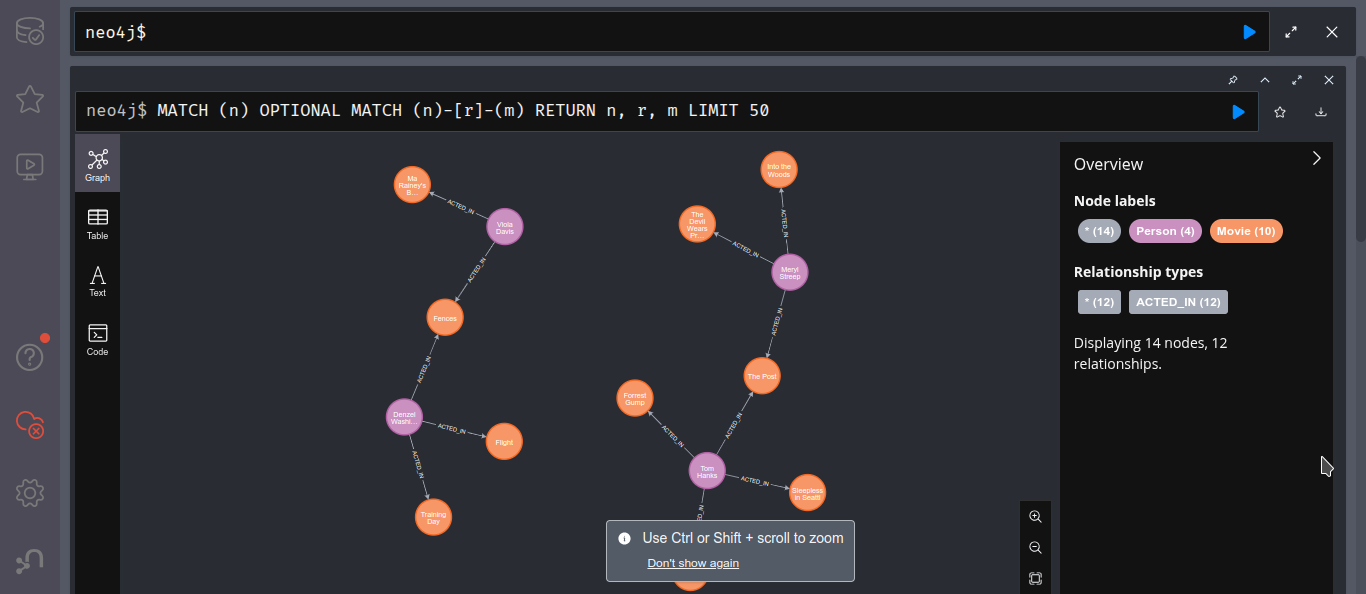 neo4j$
neo4j$ MATCH (n) OPTIONAL MATCH (n)-[r]-(m) RETURN n, r, m LIMIT 50
Graph
Table
Text
Code
Ma
Rainey's
B...
ACTED_IN
Viola
Davis
ACTED_IN
Fences
ACTED_IN
Denzel
Washi...
ACTED_IN
Flight
ACTED_IN
Training
Day
Into the
Woods
The
Devil
Wears
Pr...
ACTED_IN
ACTED_IN
Meryl
Streep
ACTED_IN
The Post
Forrest
Gump
ACTED_IN
ACTED_IN
Tom
Hanks
ACTED_IN
Sleepless
in Seattl
Use Ctrl or Shift + scroll to zoom
Don't show again
Overview
Node labels
* (14)
Person (4)
Movie (10)
Relationship types
* (12)
ACTED_IN (12)
Displaying 14 nodes, 12
relationships.